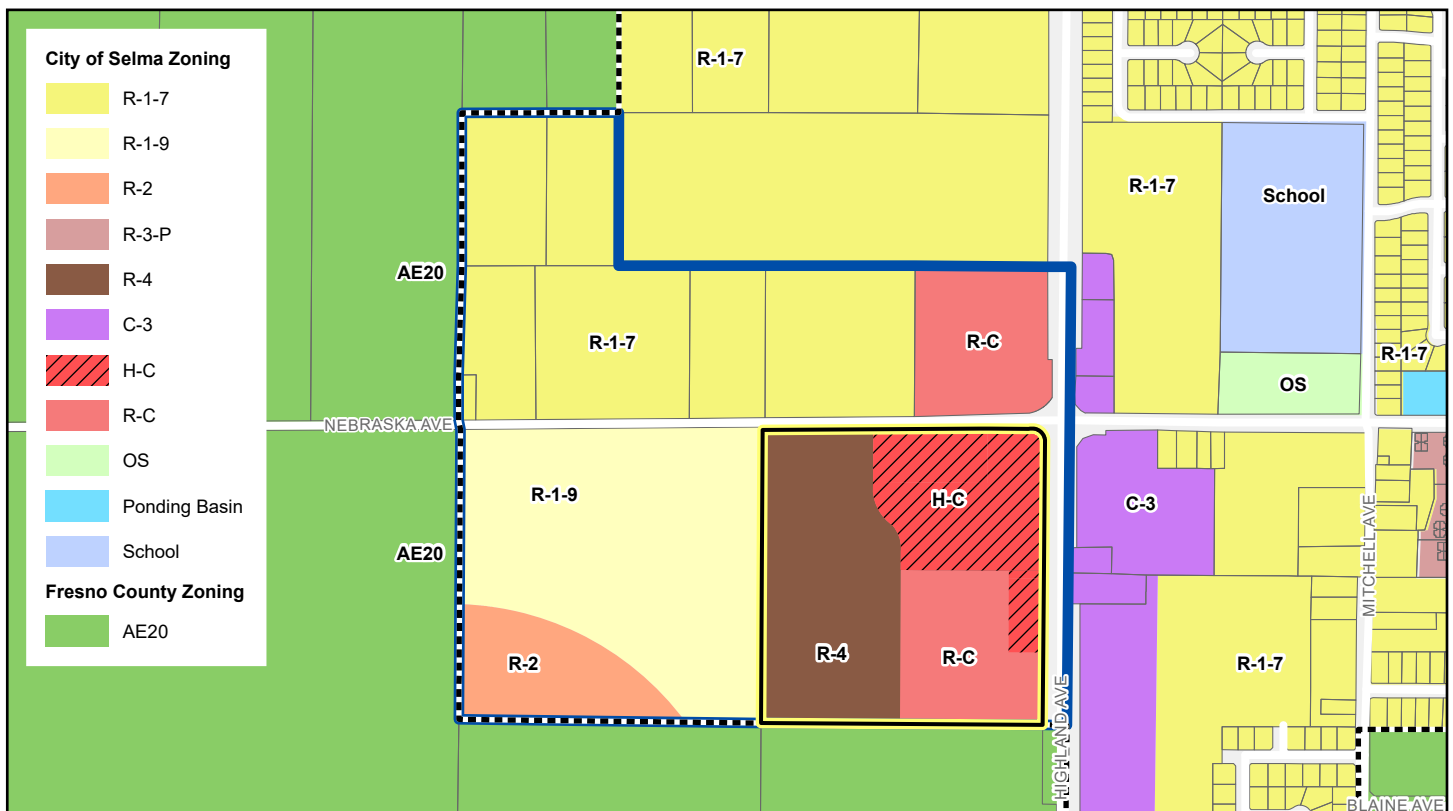 City of Selma Zoning
R-1-7
R-1-9
R-2
R-3-P
R-4
C-3
H-C
R-C
OS
Ponding Basin
School
Fresno County Zoning
AE20
R-1-7
R-1-7
School
AE20
R-1-7
R-C
R-1-7
OS
NEBRASKA AVE
R-1-9
H-C
C-3
AE20
MITCHELL AVE
R-2
R-4
R-C
R-1-7
HIGHLAND AVE
BLAINE AVE